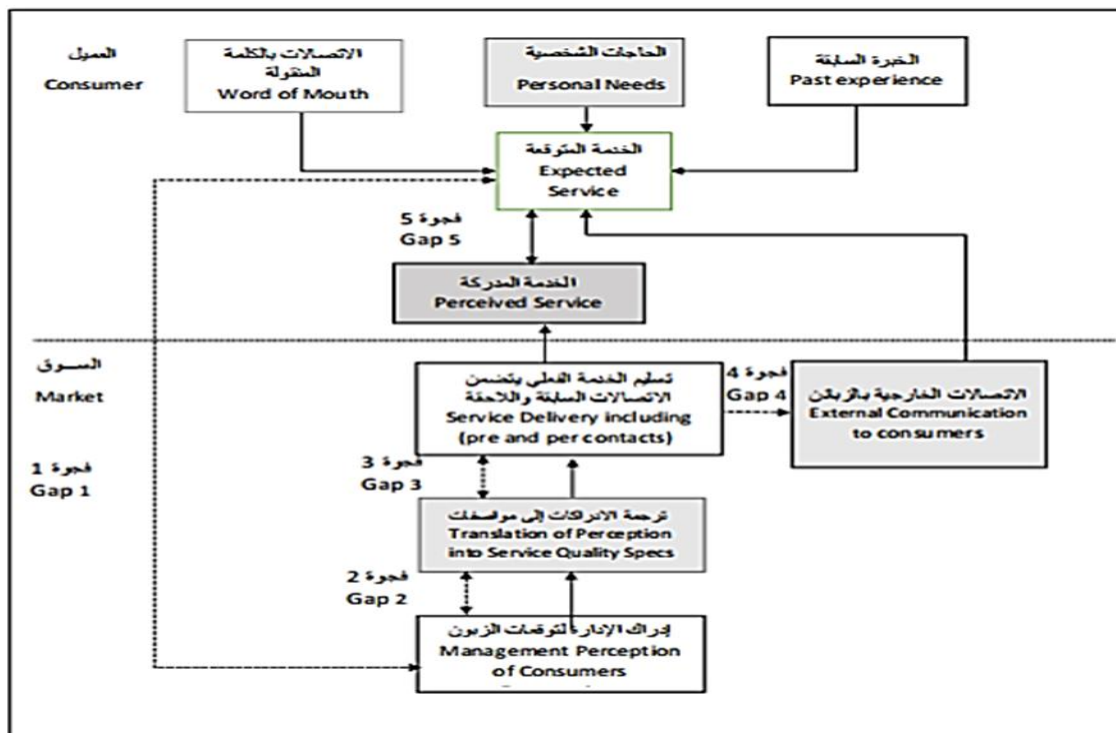 العميل
Consumer
الاتصالات بالكلمة
المنقولة
Word of Mouth
الحاجات الشخصية
Personal Needs
الخبرة السابقة
Past experience
الخدمة المتوقعة
Expected
Service
فجوة 5
Gap 5
الخدمة المدركة
Perceived Service
السـوق
Market
تسليم الخدمة الفعلي يتضمن
الاتصالات السابقة واللاحقة
Service Delivery including
(pre and per contacts)
فجوة 4
Gap 4
الاتصالات الخارجية بالزبائن
External Communication
to consumers
فجوة 1
Gap 1
فجوة 3
Gap 3
ترجمة الادراكات إلى مواصفات
Translation of Perception
into Service Quality Specs
فجوة 2
Gap 2
إدراك الإدارة لتوقعات الزبون
Management Perception
of Consumers